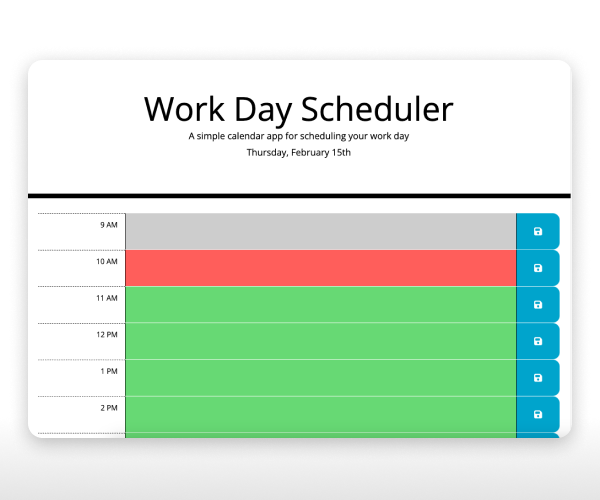 Work Day Scheduler
A simple calendar app for scheduling your work day
Thursday, February 15th
9 AM
10 AM
11 AM
12 PM
1 PM
2 PM